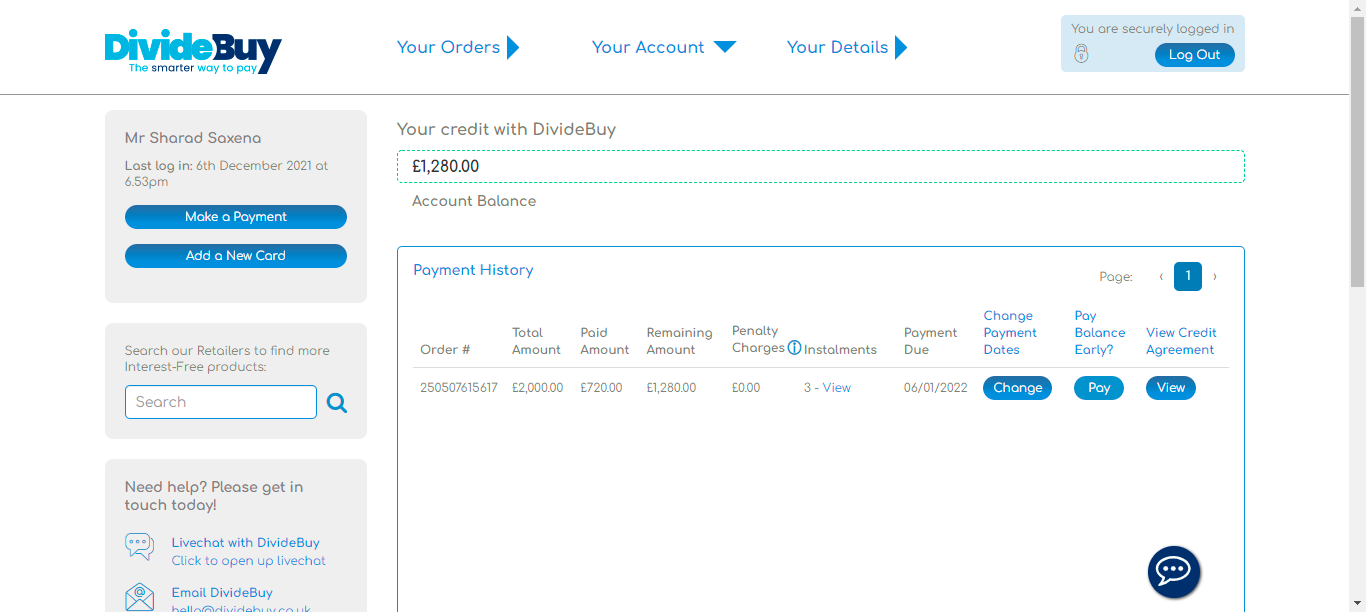 DivideBuy
The smarter way to pay
Your Orders
Your Account
Your Details
You are securely logged in
Log Out
Mr Sharad Saxena
Last log in: 6th December 2021 at
6.53pm
Make a Payment
Add a New Card
Search our Retailers to find more
Interest-Free products:
Search
Need help? Please get in
touch today!
Livechat with DivideBuy
Click to open up livechat
Email DivideBuy
hello@dividebuy.co.uk
Your credit with DivideBuy
£1,280.00
Account Balance
Payment History
Page: ‹ 1 ›
Order # Total Amount Paid Amount Remaining Amount Penalty Charges Instalments Payment Due Change Payment Dates Pay Balance Early? View Credit Agreement
250507615617 £2,000.00 £720.00 £1,280.00 £0.00 3 - View 06/01/2022 Change Pay View